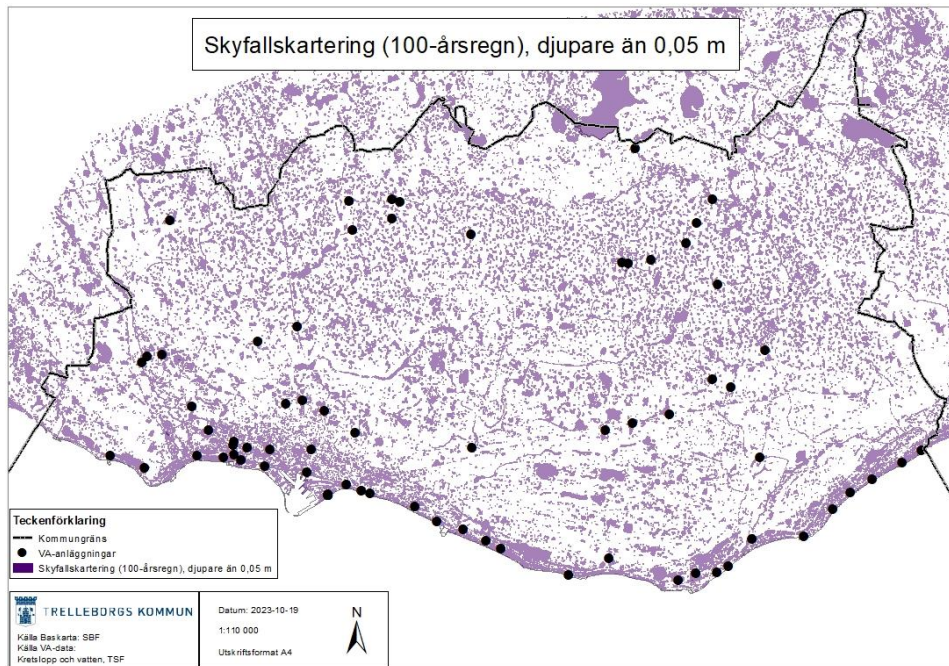 Skyfallskartering (100-årsregn), djupare än 0,05 m
Teckenförklaring
Kommungräns
VA-anläggningar
Skyfallskartering (100-årsregn), djupare än 0,05 m
TRELLEBORGS KOMMUN
Källa Baskarta: SBF
Källa VA-data:
Kretslopp och vatten, TSF
Datum: 2023-10-19
1:110 000
Utskriftsformat A4
N